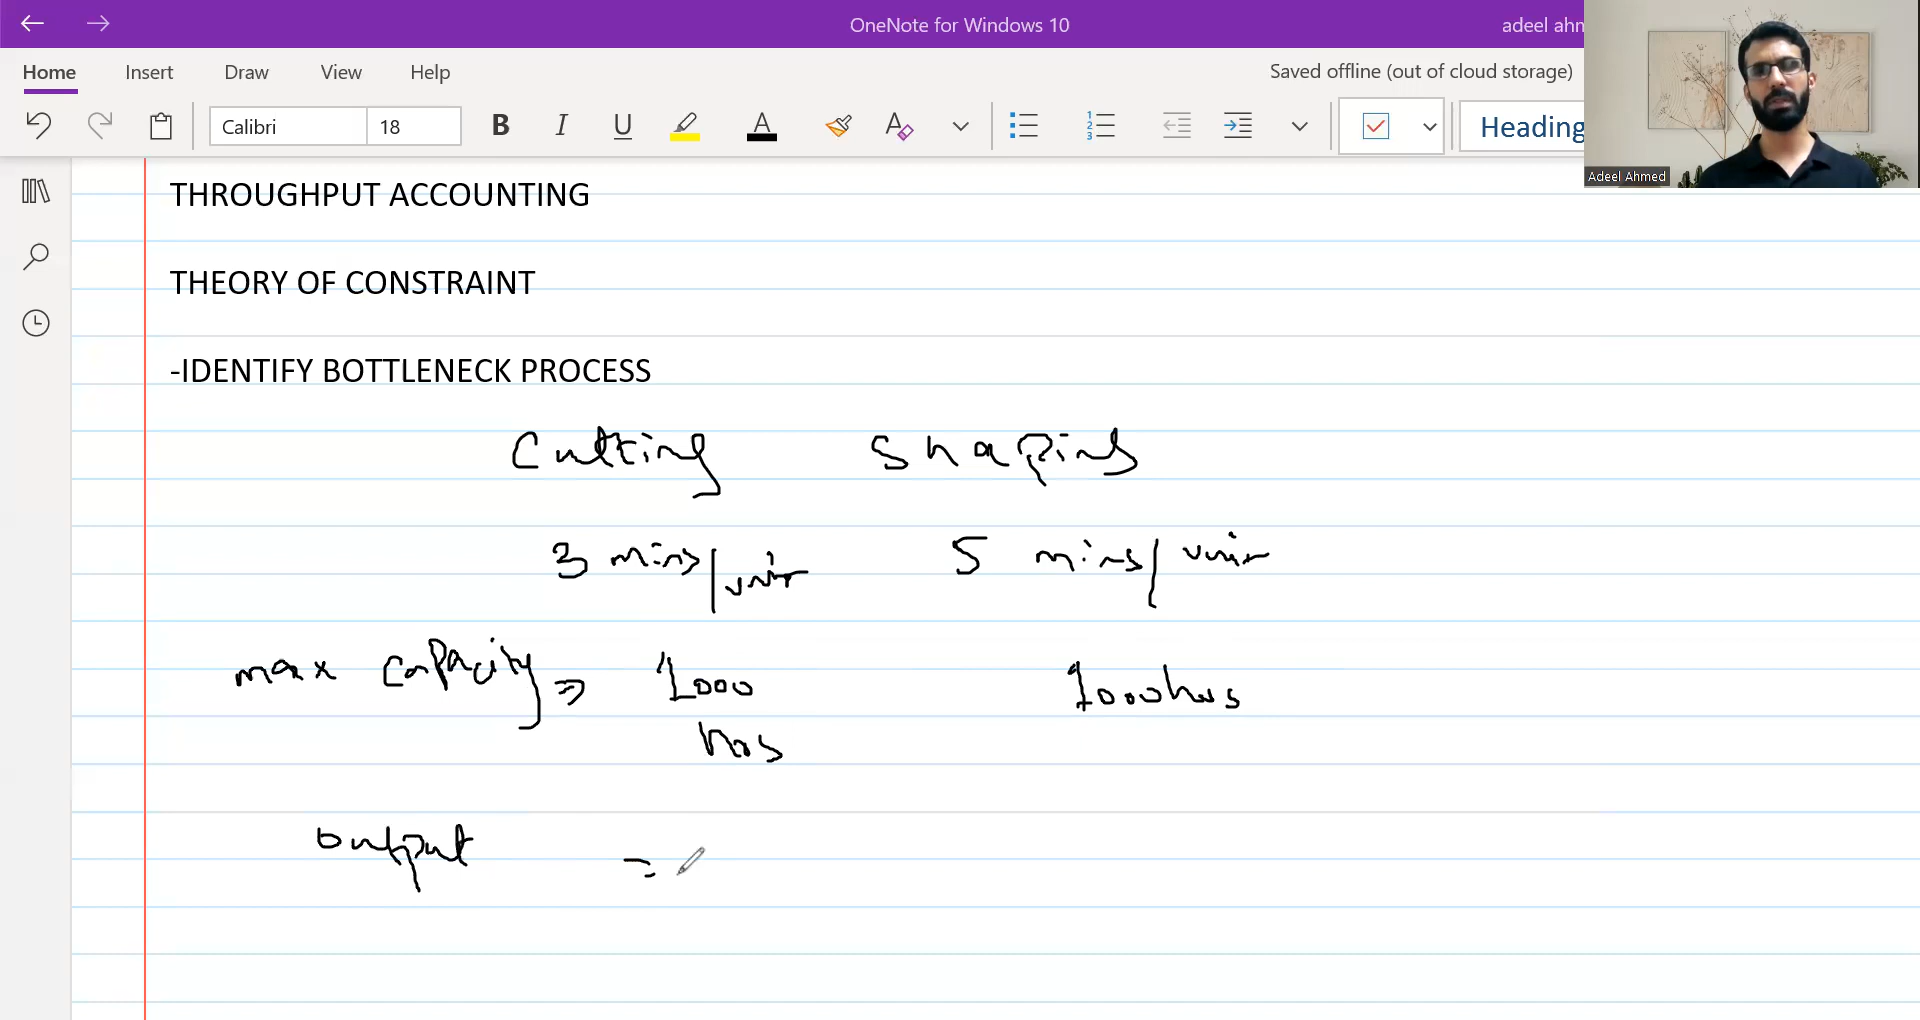 OneNote for Windows 10
adeel ahm
Home Insert Draw View Help
Saved offline (out of cloud storage)
Calibri 18 B I U A A Heading
Adeel Ahmed
THROUGHPUT ACCOUNTING
THEORY OF CONSTRAINT
-IDENTIFY BOTTLENECK PROCESS
Cutting Shaping
3 mins/unit 5 mins/unit
max capacity => 1000 1000hrs
hrs
output =